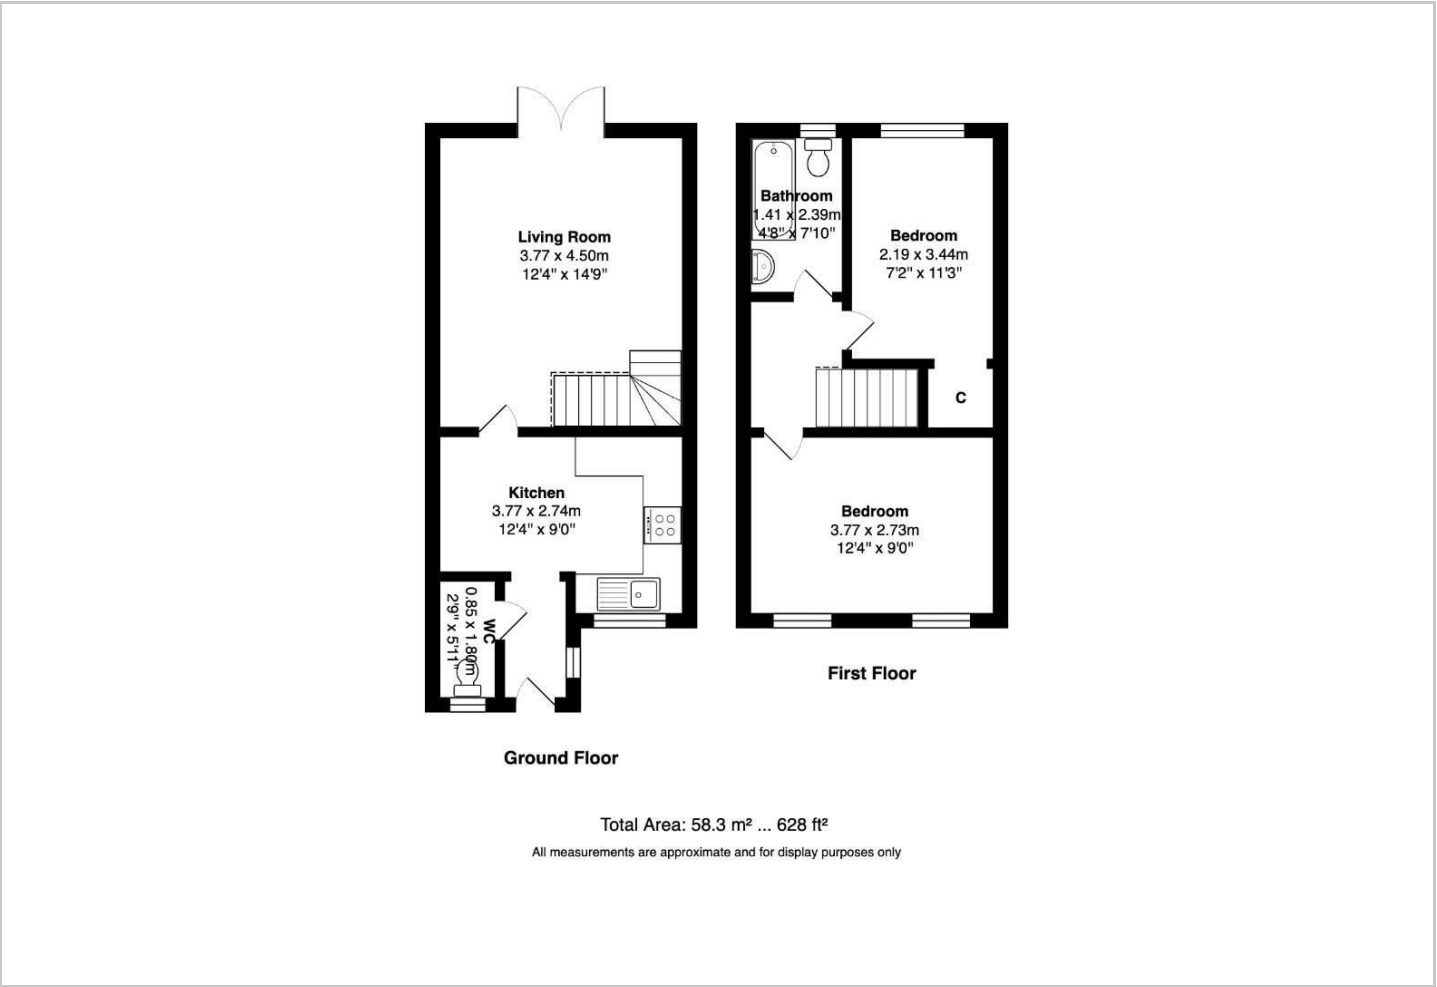 Living Room
3.77 x 4.50m
12'4" x 14'9"
Kitchen
3.77 x 2.74m
12'4" x 9'0"
WC
0.85 x 1.80m
2'9" x 5'11"
Ground Floor
Bathroom
1.41 x 2.39m
4'8" x 7'10"
Bedroom
2.19 x 3.44m
7'2" x 11'3"
C
Bedroom
3.77 x 2.73m
12'4" x 9'0"
First Floor
Total Area: 58.3 m² ... 628 ft²
All measurements are approximate and for display purposes only